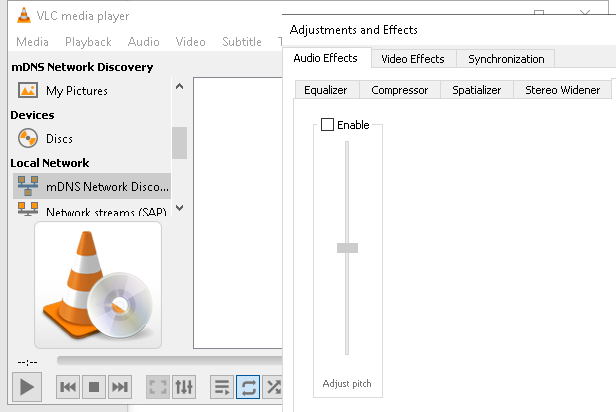 VLC media player
Media Playback Audio Video Subtitle
mDNS Network Discovery
My Pictures
Devices
Discs
Local Network
mDNS Network Disco...
Network streams (SAP)
--:--
Adjustments and Effects
Audio Effects Video Effects Synchronization
Equalizer Compressor Spatializer Stereo Widener
Enable
Adjust pitch